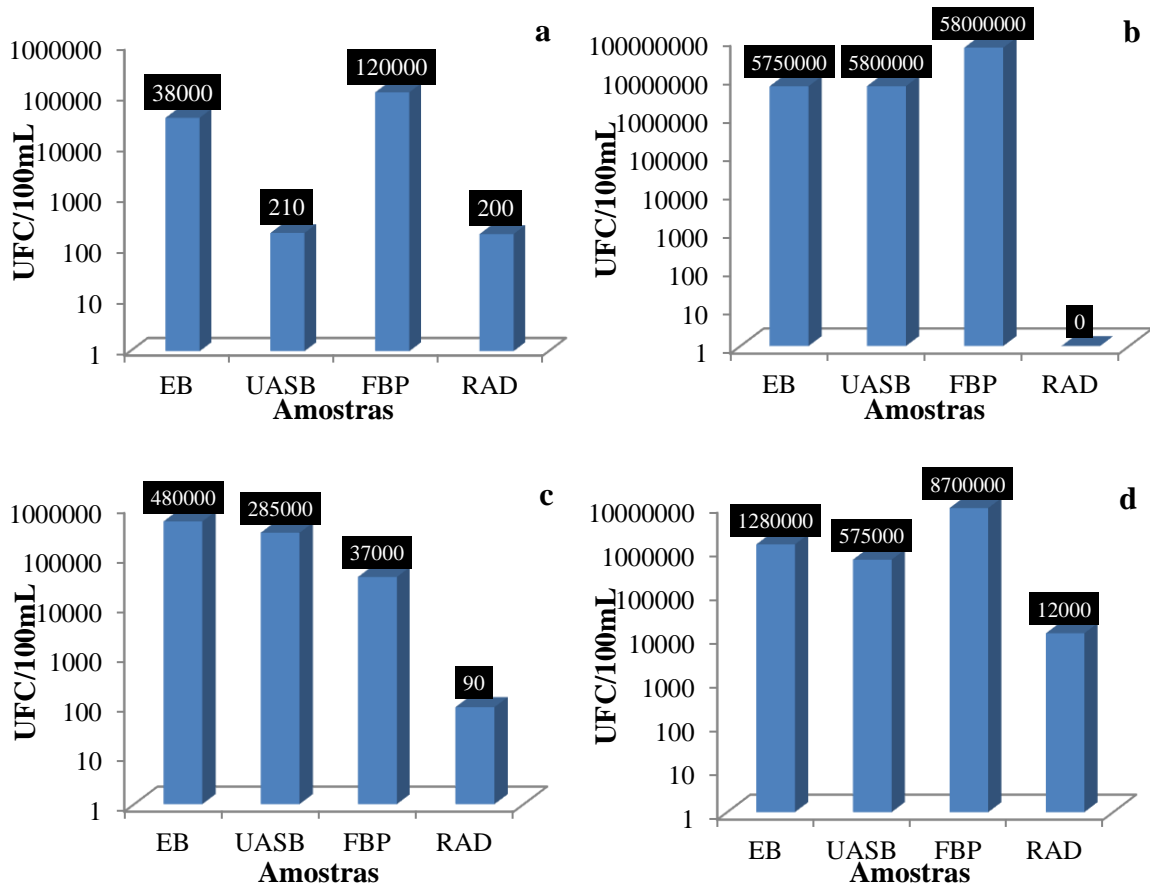 a
UFC/100mL
1000000
100000
10000
1000
100
10
1
38000
210
120000
200
EB UASB FBP RAD
Amostras
b
UFC/100mL
100000000
10000000
1000000
100000
10000
1000
100
10
1
5750000
5800000
58000000
0
EB UASB FBP RAD
Amostras
c
UFC/100mL
1000000
100000
10000
1000
100
10
1
480000
285000
37000
90
EB UASB FBP RAD
Amostras
d
UFC/100mL
10000000
1000000
100000
10000
1000
100
10
1
1280000
575000
8700000
12000
EB UASB FBP RAD
Amostras